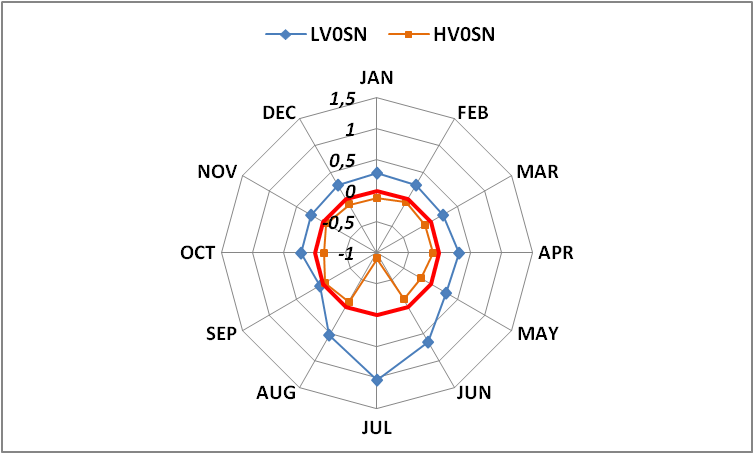 LV0SN HV0SN
JAN
FEB
MAR
APR
MAY
JUN
JUL
AUG
SEP
OCT
NOV
DEC
1,5
1
0,5
0
-0,5
-1